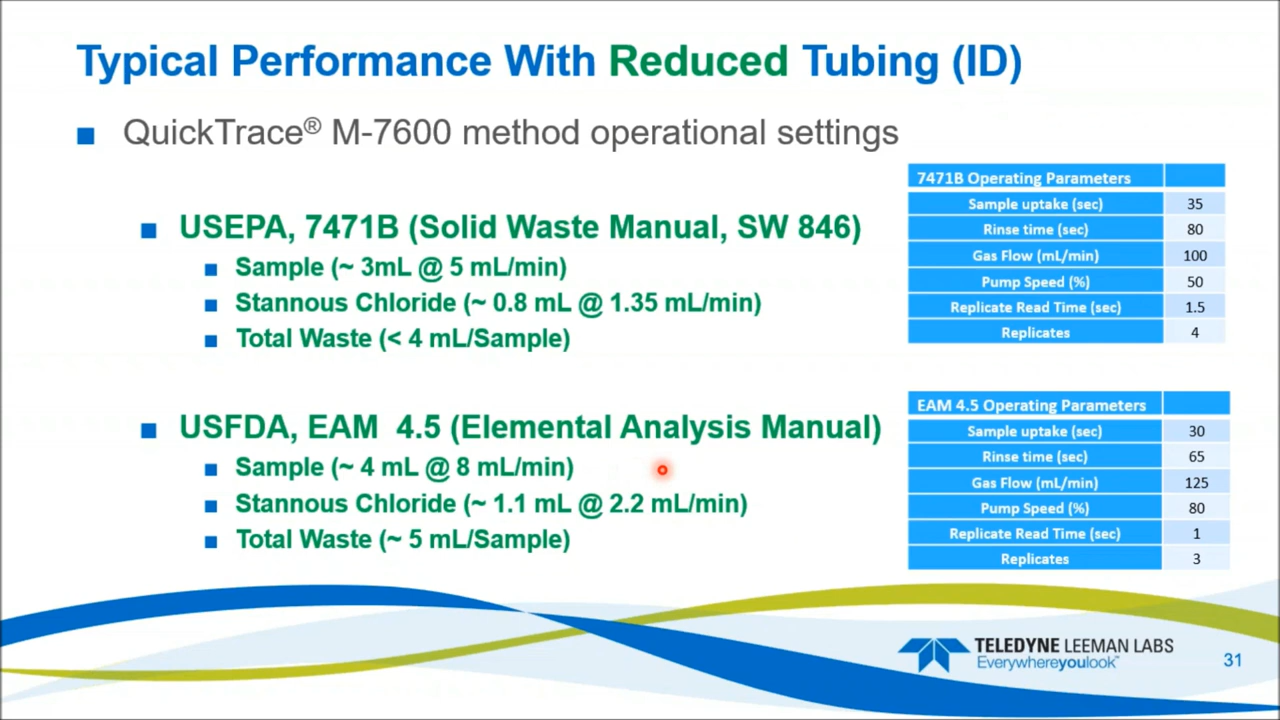 Typical Performance With Reduced Tubing (ID)
■ QuickTrace® M-7600 method operational settings
■ USEPA, 7471B (Solid Waste Manual, SW 846)
■ Sample (~ 3mL @ 5 mL/min)
■ Stannous Chloride (~ 0.8 mL @ 1.35 mL/min)
■ Total Waste (< 4 mL/Sample)
7471B Operating Parameters
Sample uptake (sec) 35
Rinse time (sec) 80
Gas Flow (mL/min) 100
Pump Speed (%) 50
Replicate Read Time (sec) 1.5
Replicates 4
■ USFDA, EAM 4.5 (Elemental Analysis Manual)
■ Sample (~ 4 mL @ 8 mL/min)
■ Stannous Chloride (~ 1.1 mL @ 2.2 mL/min)
■ Total Waste (~ 5 mL/Sample)
EAM 4.5 Operating Parameters
Sample uptake (sec) 30
Rinse time (sec) 65
Gas Flow (mL/min) 125
Pump Speed (%) 80
Replicate Read Time (sec) 1
Replicates 3
TELEDYNE LEEMAN LABS
Everywhereyoulook™
31